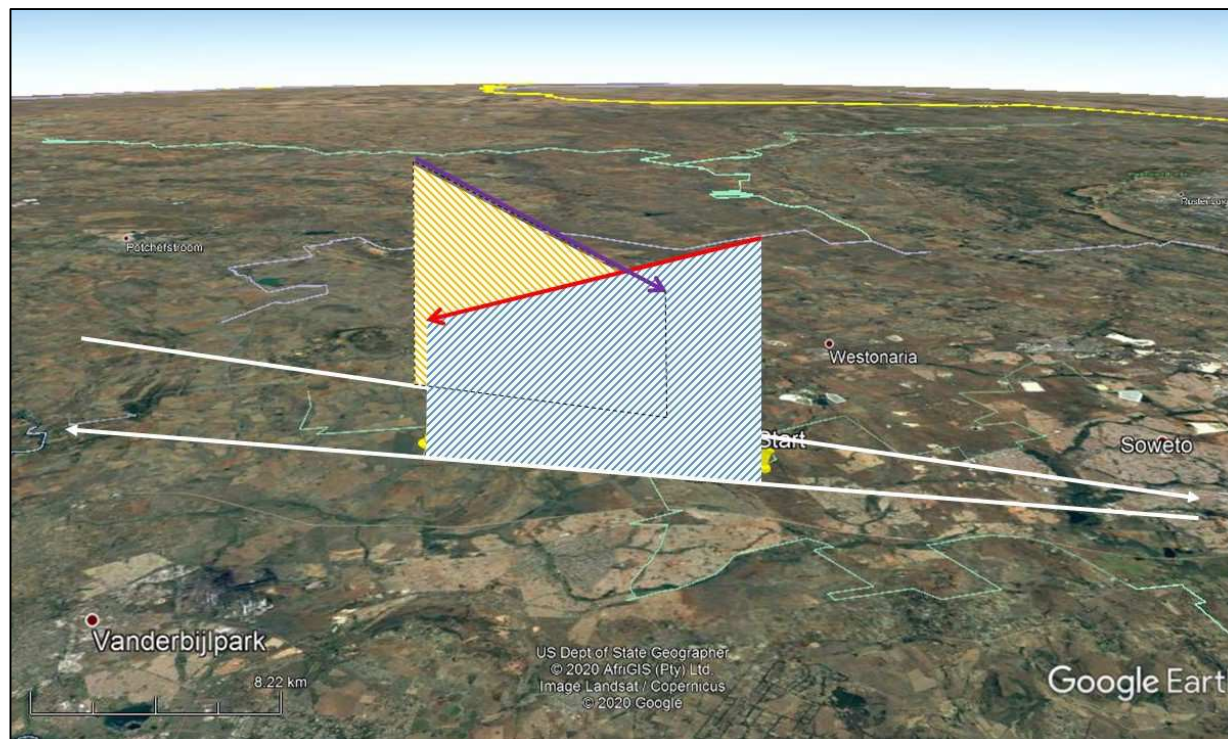 Potchefstroom
Westonaria
Start
Soweto
Vanderbijlpark
8.22 km
US Dept of State Geographer
© 2020 AfriGIS (Pty) Ltd.
Image Landsat / Copernicus
© 2020 Google
Google Eart